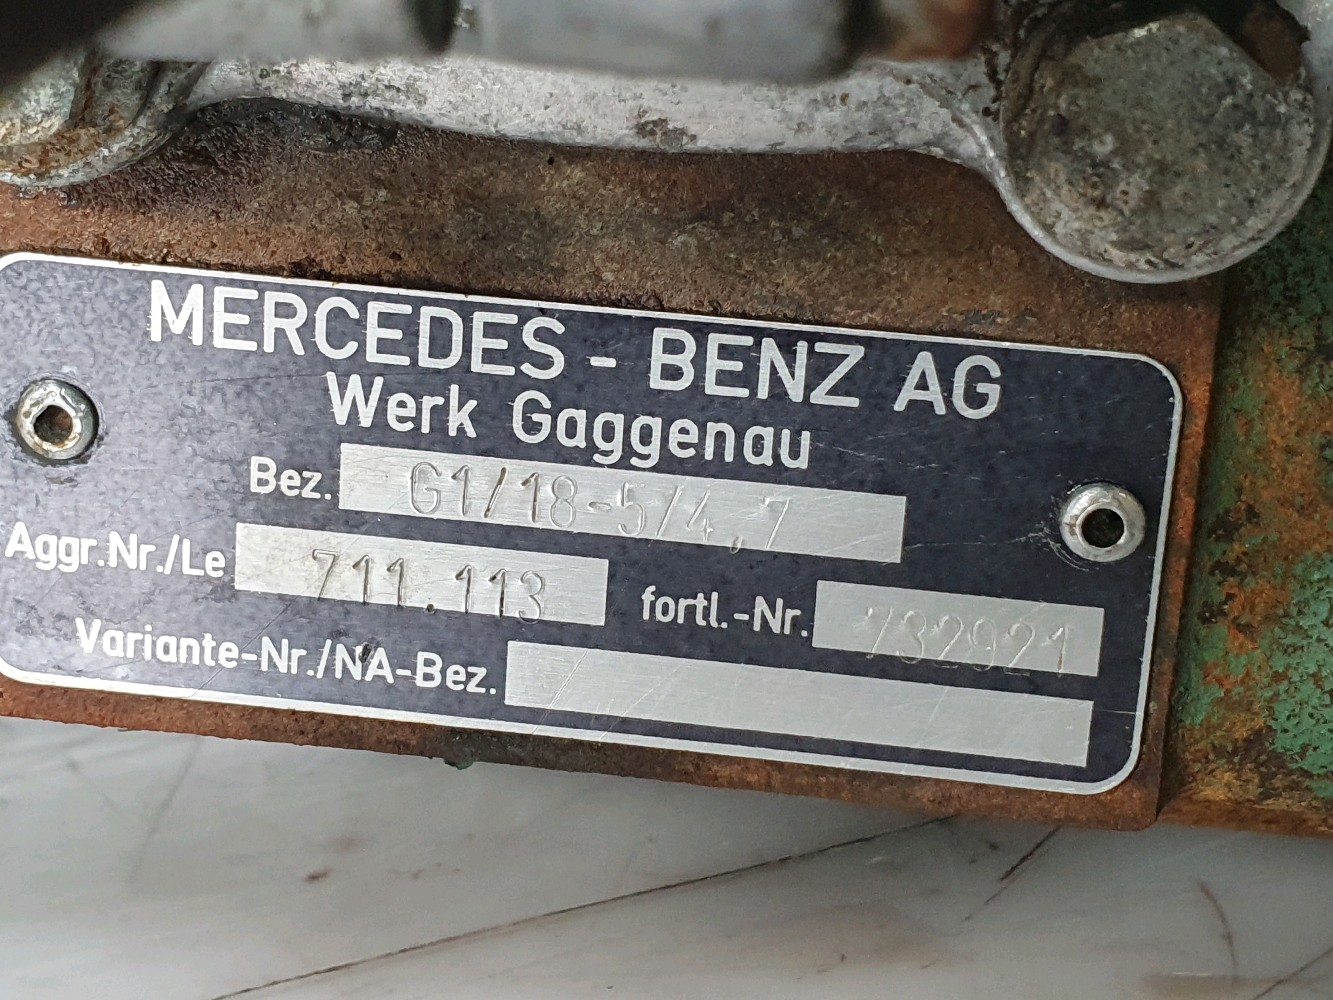 MERCEDES - BENZ AG
Werk Gaggenau
Bez. G1/18-5/4,7
Aggr.Nr./Le 711.113 fortl.-Nr. 732921
Variante-Nr./NA-Bez.